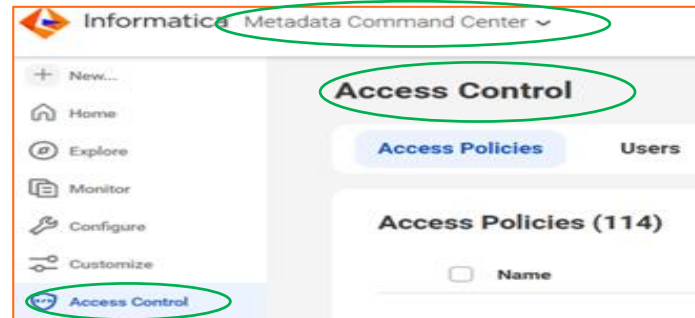 Informatica Metadata Command Center
New...
Home
Explore
Monitor
Configure
Customize
Access Control
Access Control
Access Policies Users
Access Policies (114)
Name